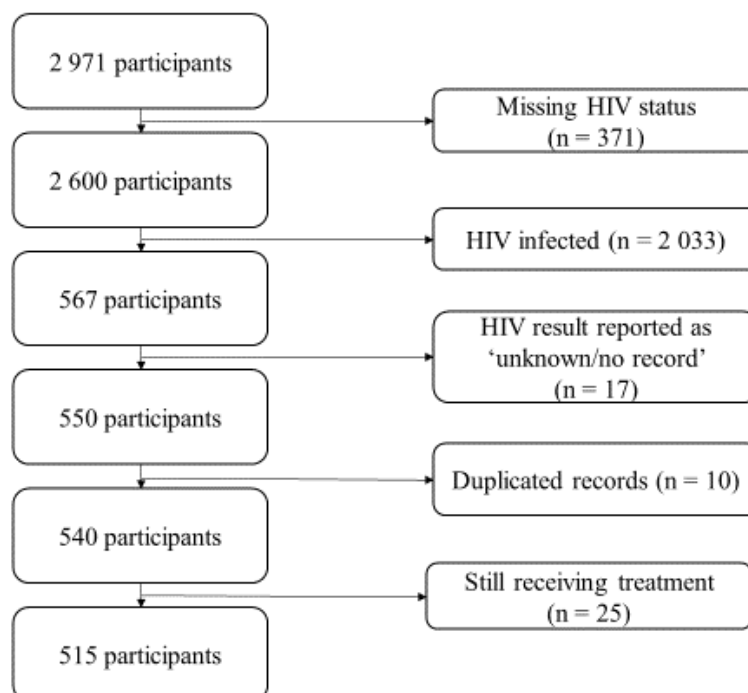 2 971 participants
Missing HIV status
(n = 371)
2 600 participants
HIV infected (n = 2 033)
567 participants
HIV result reported as
‘unknown/no record’
(n = 17)
550 participants
Duplicated records (n = 10)
540 participants
Still receiving treatment
(n = 25)
515 participants